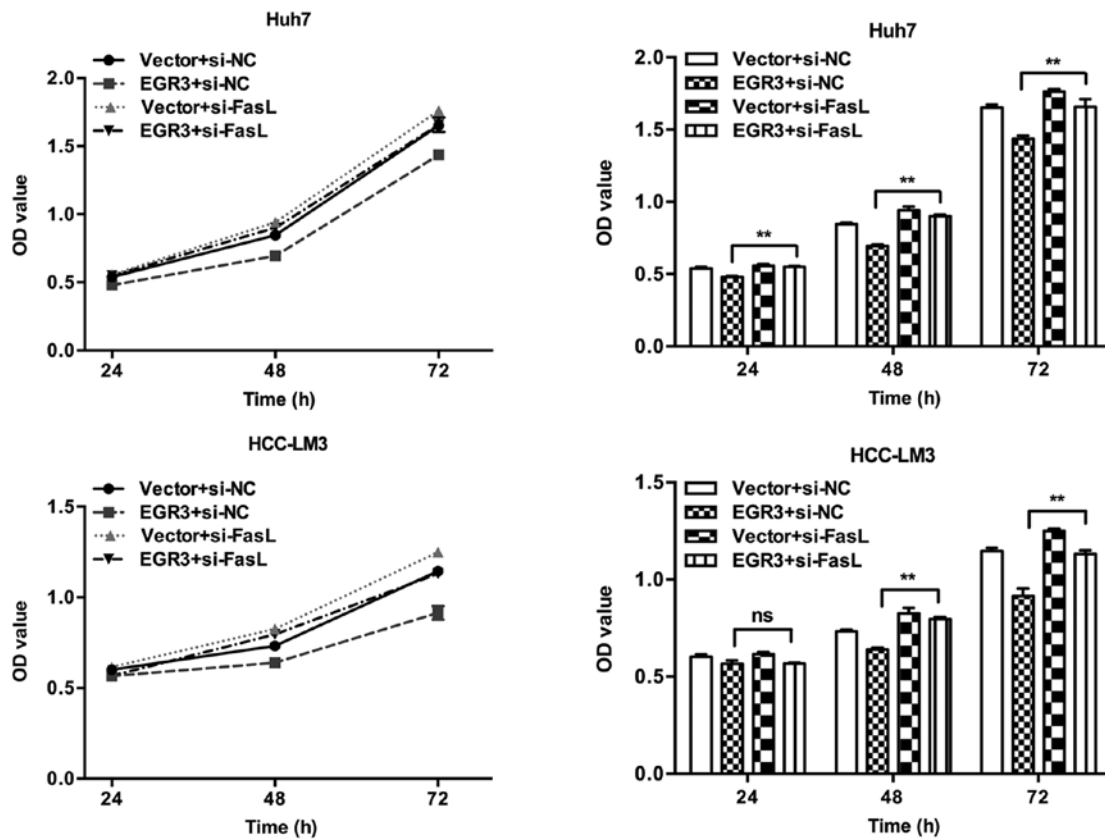 Huh7
Vector+si-NC
EGR3+si-NC
Vector+si-FasL
EGR3+si-FasL
2.0
1.5
1.0
0.5
0.0
OD value
24 48 72
Time (h)
Huh7
Vector+si-NC
EGR3+si-NC
Vector+si-FasL
EGR3+si-FasL
**
**
**
2.0
1.5
1.0
0.5
0.0
OD value
24 48 72
Time (h)
HCC-LM3
Vector+si-NC
EGR3+si-NC
Vector+si-FasL
EGR3+si-FasL
1.5
1.0
0.5
0.0
OD value
24 48 72
Time (h)
HCC-LM3
Vector+si-NC
EGR3+si-NC
Vector+si-FasL
EGR3+si-FasL
**
**
ns
1.5
1.0
0.5
0.0
OD value
24 48 72
Time (h)